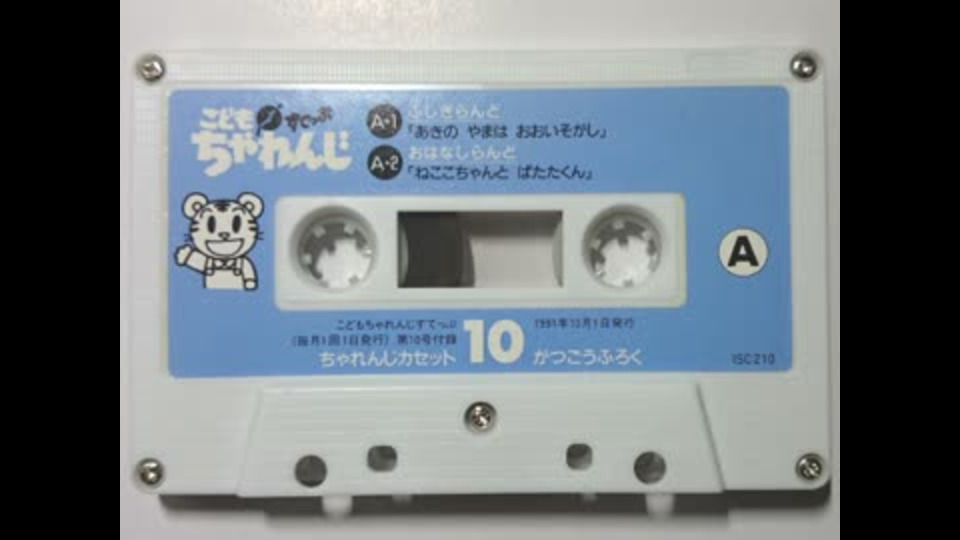 こども すてっぷ
ちゃれんじ
A・1 ふしぎらんど
「あきの やまは おおいそがし」
A・2 おはなしらんど
「ねここちゃんと ぱたたくん」
A
こどもちゃれんじすてっぷ
(毎月1回1日発行) 第10号付録
ちゃれんじカセット
10
1991年10月1日発行
がつごうふろく
ISC210